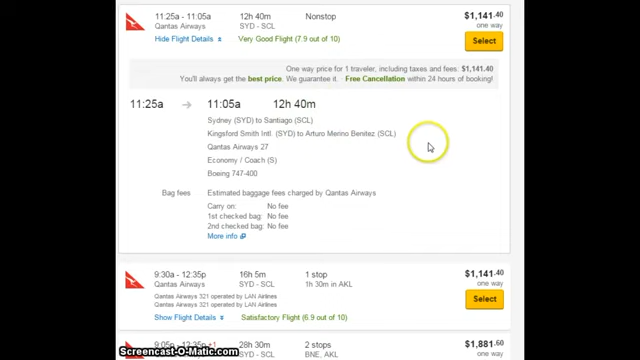 11:25a - 11:05a 12h 40m Nonstop $1,141.40
Qantas Airways SYD - SCL one way
Hide Flight Details Very Good Flight (7.9 out of 10) Select
One way price for 1 traveler, including taxes and fees: $1,141.40
You'll always get the best price. We guarantee it. Free Cancellation within 24 hours of booking!
11:25a → 11:05a 12h 40m
Sydney (SYD) to Santiago (SCL)
Kingsford Smith Intl. (SYD) to Arturo Merino Benitez (SCL)
Qantas Airways 27
Economy / Coach (S)
Boeing 747-400
Bag fees Estimated baggage fees charged by Qantas Airways
Carry on: No fee
1st checked bag: No fee
2nd checked bag: No fee
More info
9:30a - 12:35p 16h 5m 1 stop $1,141.40
Qantas Airways SYD - SCL 1h 30m in AKL one way
Qantas Airways 321 operated by LAN Airlines
Qantas Airways 321 operated by LAN Airlines Select
Show Flight Details Satisfactory Flight (6.9 out of 10)
9:05p - 12:35p +1 28h 30m 2 stops $1,881.60
SYD - SCL BNE, AKL one way
Screencast-O-Matic.com